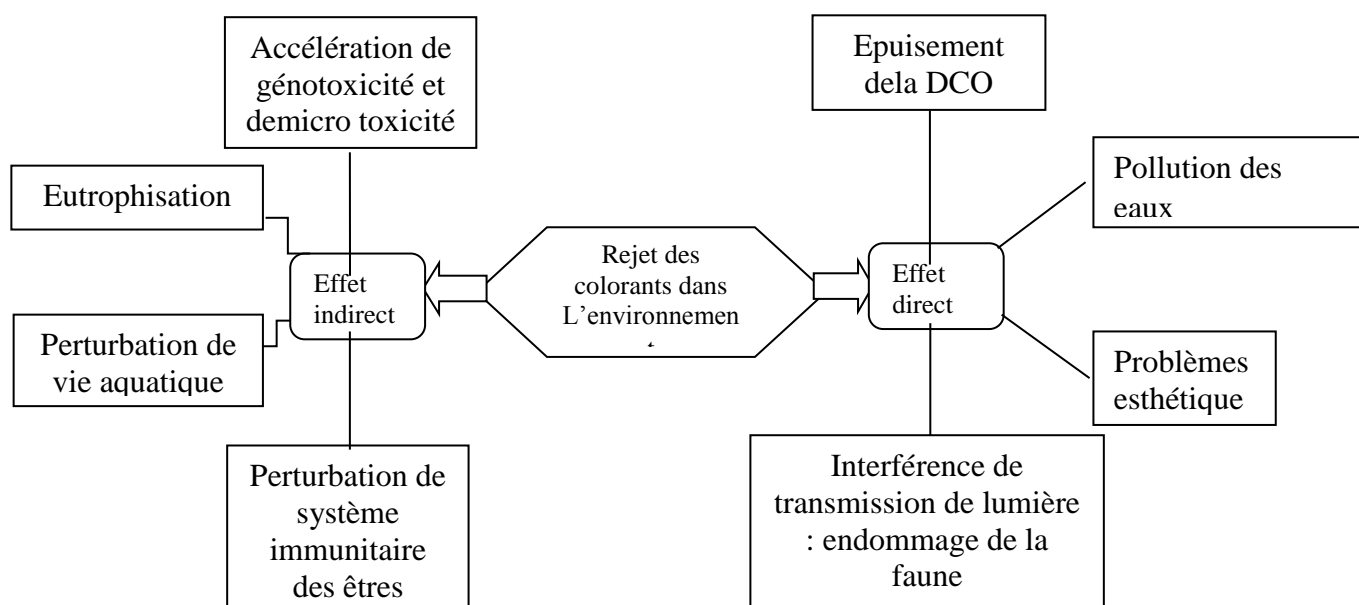 Accélération de
génotoxicité et
demicro toxicité
Epuisement
dela DCO
Eutrophisation
Pollution des
eaux
Effet
indirect
Rejet des
colorants dans
L'environnemen
Effet
direct
Perturbation de
vie aquatique
Problèmes
esthétique
Perturbation de
système
immunitaire
des êtres
Interférence de
transmission de lumière
: endommage de la
faune